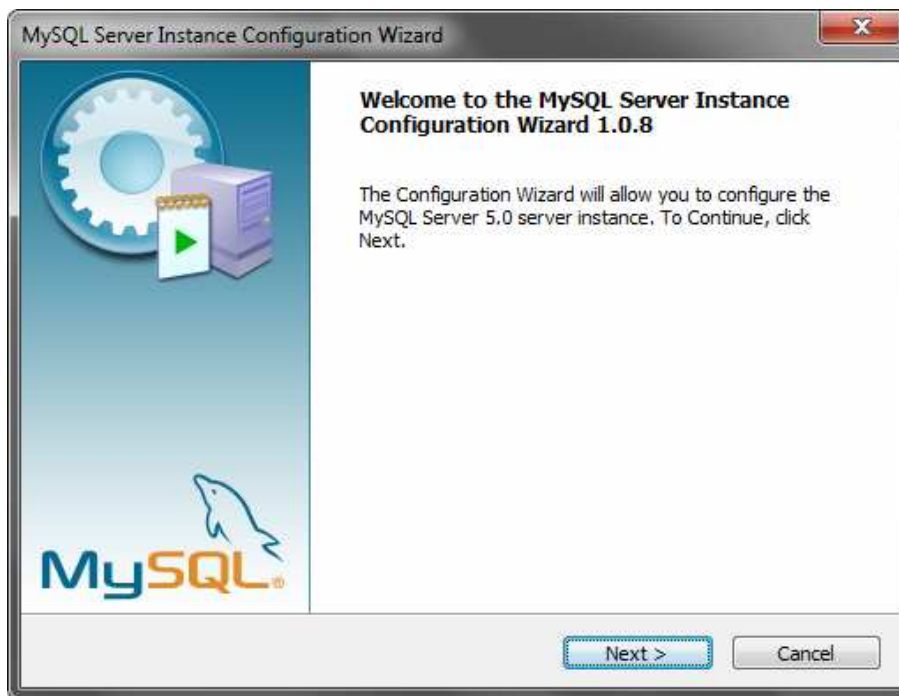 MySQL Server Instance Configuration Wizard
Welcome to the MySQL Server Instance
Configuration Wizard 1.0.8
The Configuration Wizard will allow you to configure the
MySQL Server 5.0 server instance. To Continue, click
Next.
MySQL®
Next >
Cancel